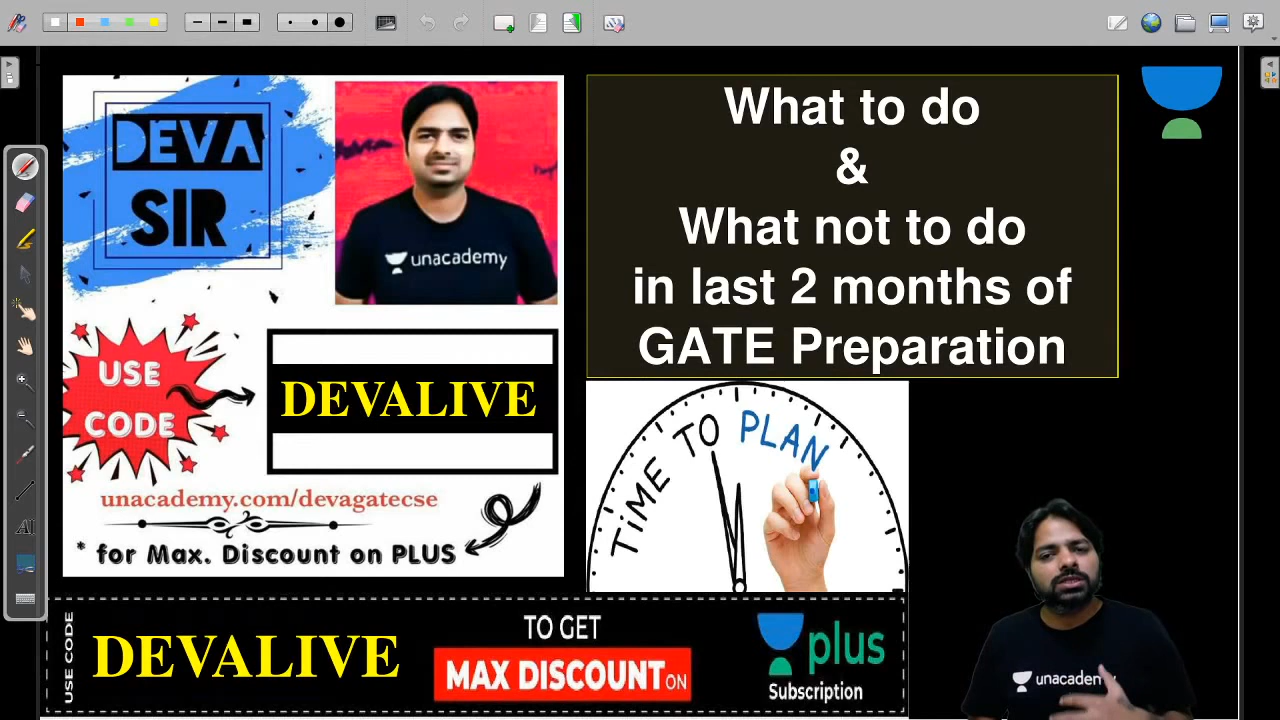 DEVA
SIR
unacademy
USE
CODE
DEVALIVE
unacademy.com/devagatecse
* for Max. Discount on PLUS
What to do
&
What not to do
in last 2 months of
GATE Preparation
TIME TO PLAN
USE CODE
DEVALIVE
TO GET
MAX DISCOUNT ON
plus
Subscription
unacademy